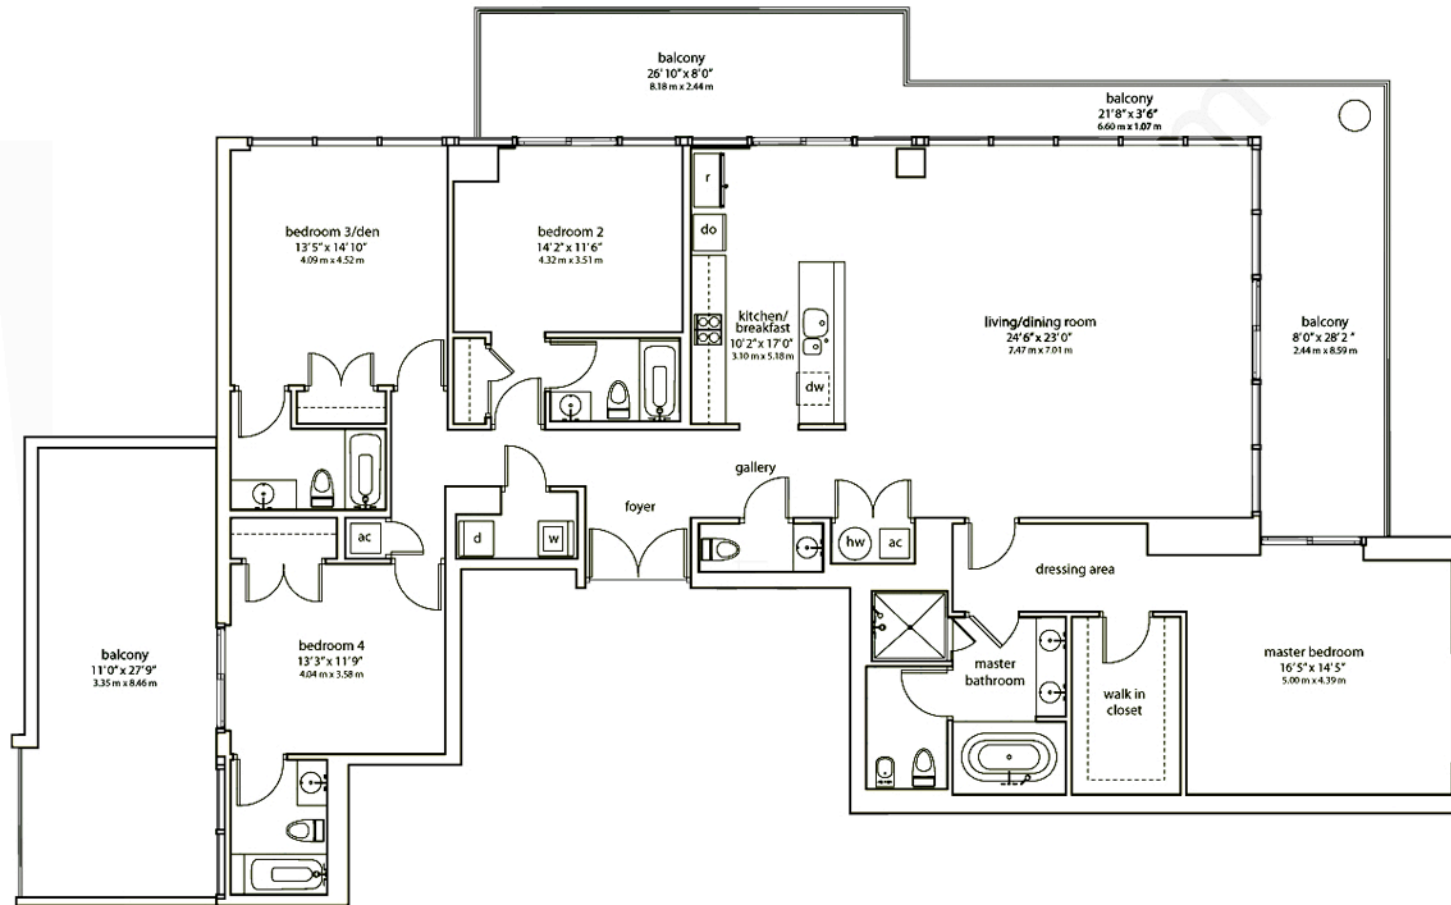 balcony
26'10" x 8'0"
8.18 m x 2.44 m
balcony
21'8" x 3'6"
6.60 m x 1.07 m
m
r
do
bedroom 3/den
13'5" x 14'10"
4.09 m x 4.52 m
bedroom 2
14'2" x 11'6"
4.32 m x 3.51 m
kitchen/
breakfast
10'2" x 17'0"
3.10 m x 5.18 m
dw
living/dining room
24'6" x 23'0"
7.47 m x 7.01 m
balcony
8'0" x 28'2 "
2.44 m x 8.59 m
gallery
foyer
ac
d
w
hw
ac
dressing area
balcony
11'0" x 27'9"
3.35 m x 8.46 m
bedroom 4
13'3" x 11'9"
4.04 m x 3.58 m
master
bathroom
walk in
closet
master bedroom
16'5" x 14'5"
5.00 m x 4.39 m